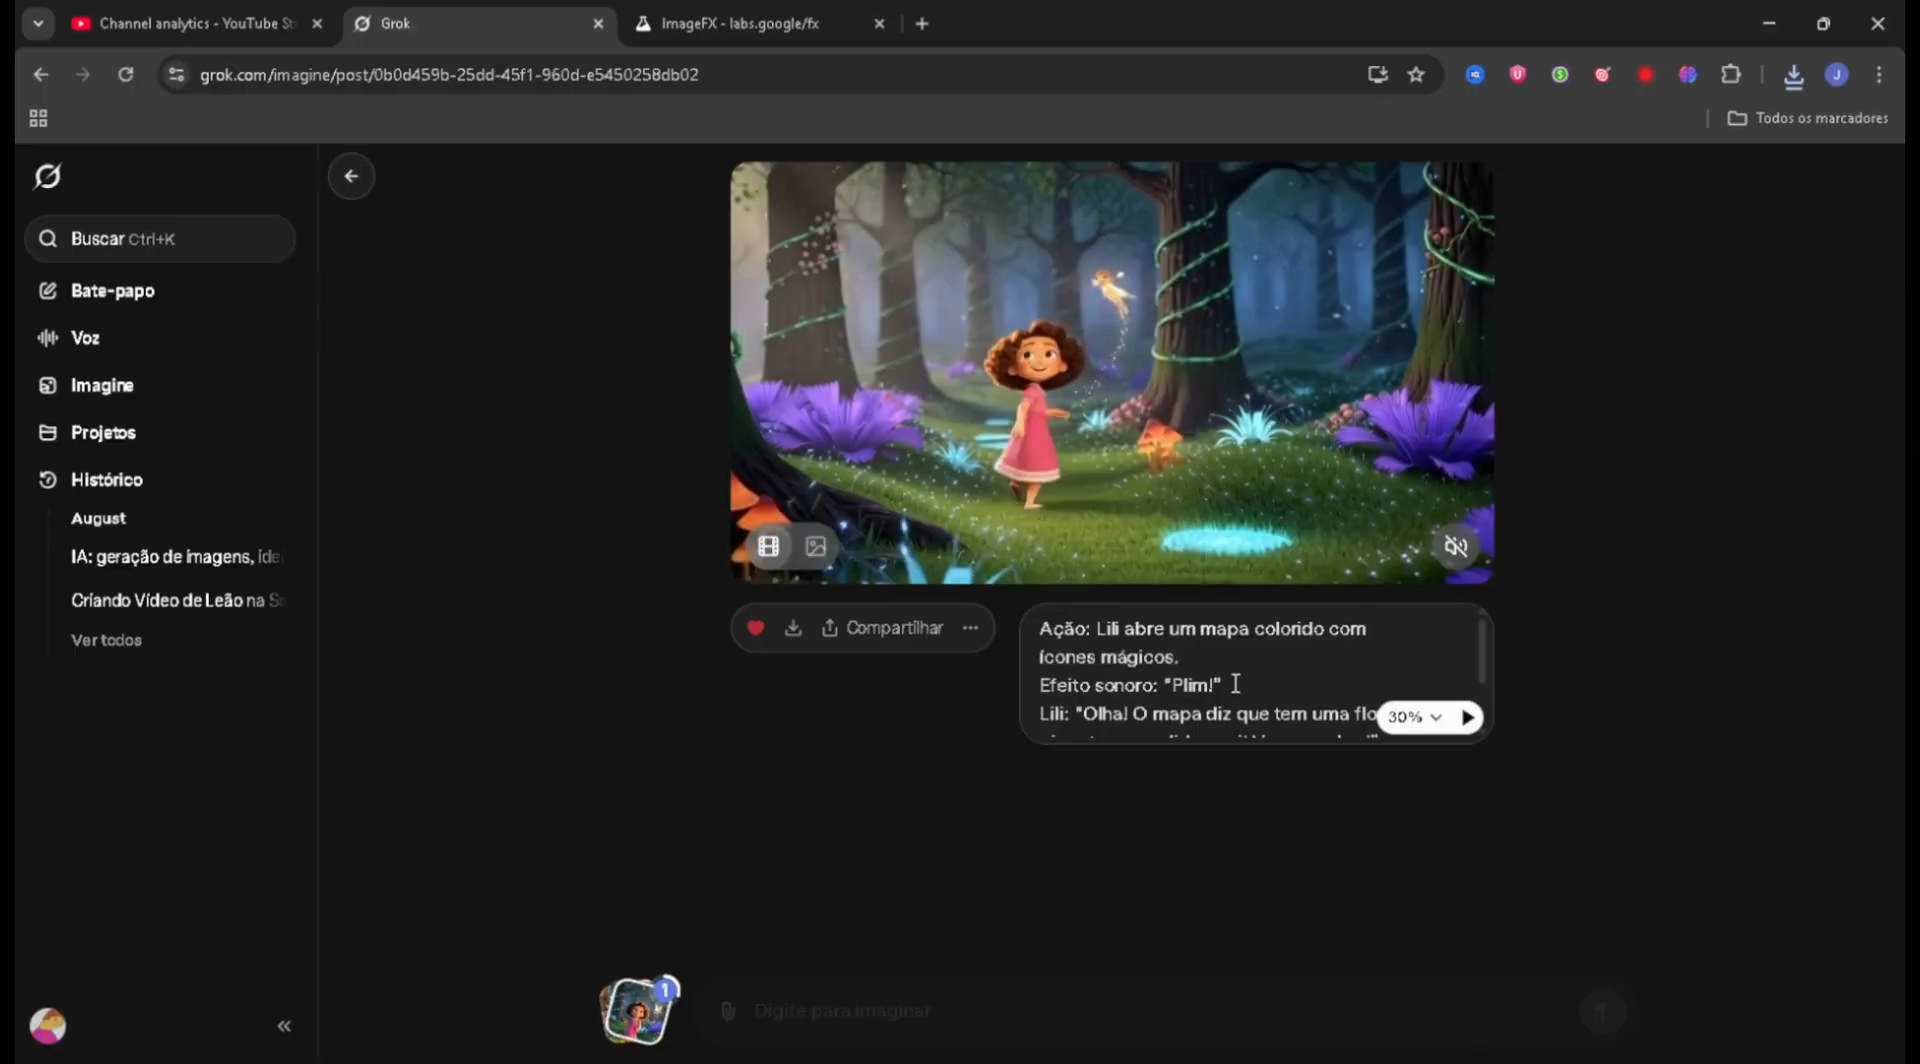 Channel analytics - YouTube St
Grok
ImageFX - labs.google/fx
grok.com/imagine/post/0b0d459b-25dd-45f1-960d-e5450258db02
Todos os marcadores
Buscar Ctrl+K
Bate-papo
Voz
Imagine
Projetos
Histórico
August
IA: geração de imagens, ide
Criando Vídeo de Leão na S
Ver todos
Compartilhar
Ação: Lili abre um mapa colorido com
ícones mágicos.
Efeito sonoro: "Plim!"
Lili: "Olha! O mapa diz que tem uma flo
30%
1
Digite para imaginar
J